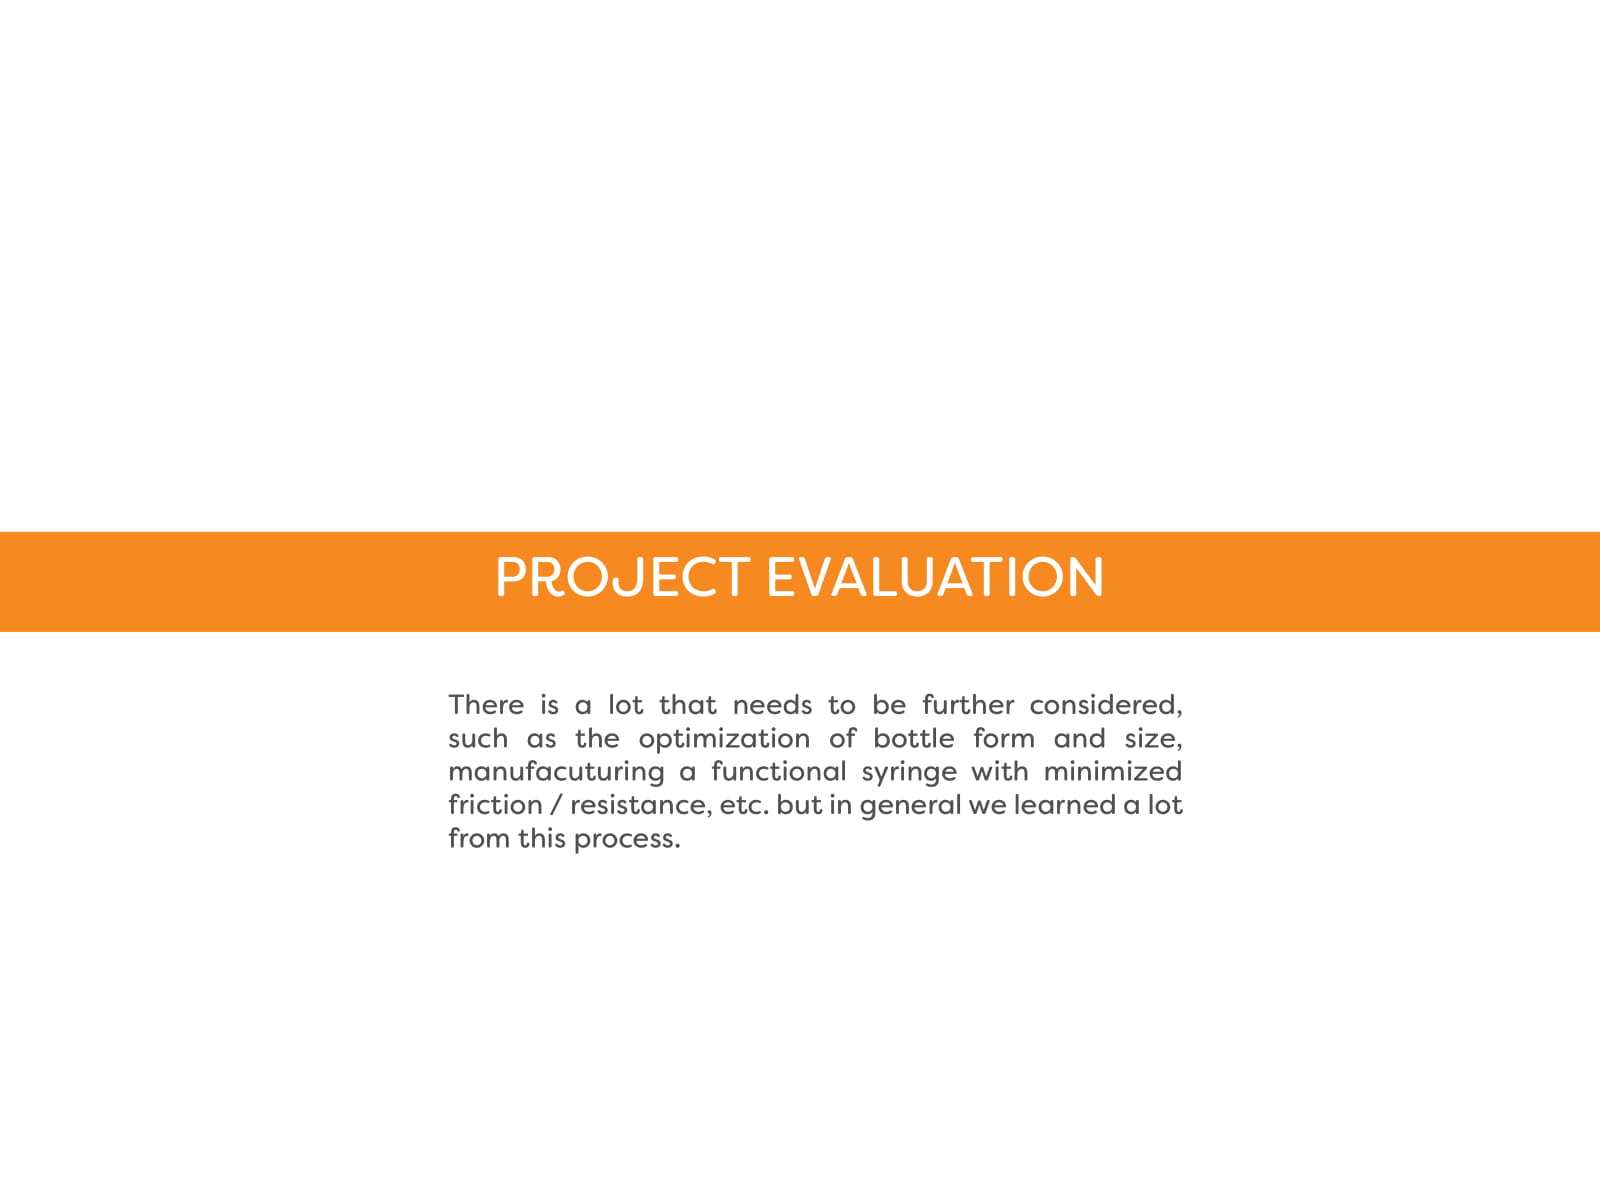 PROJECT EVALUATION
There is a lot that needs to be further considered,
such as the optimization of bottle form and size,
manufacuturing a functional syringe with minimized
friction / resistance, etc. but in general we learned a lot
from this process.